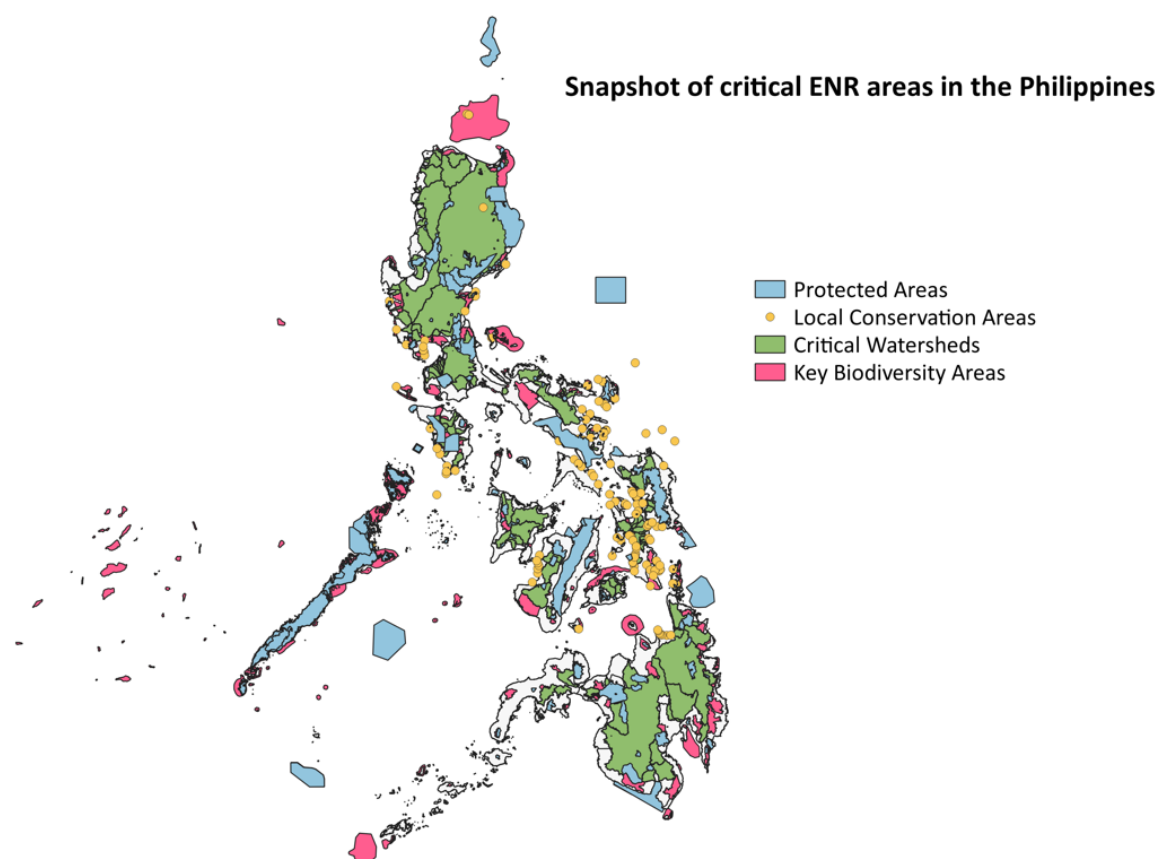 Snapshot of critical ENR areas in the Philippines
Protected Areas
Local Conservation Areas
Critical Watersheds
Key Biodiversity Areas